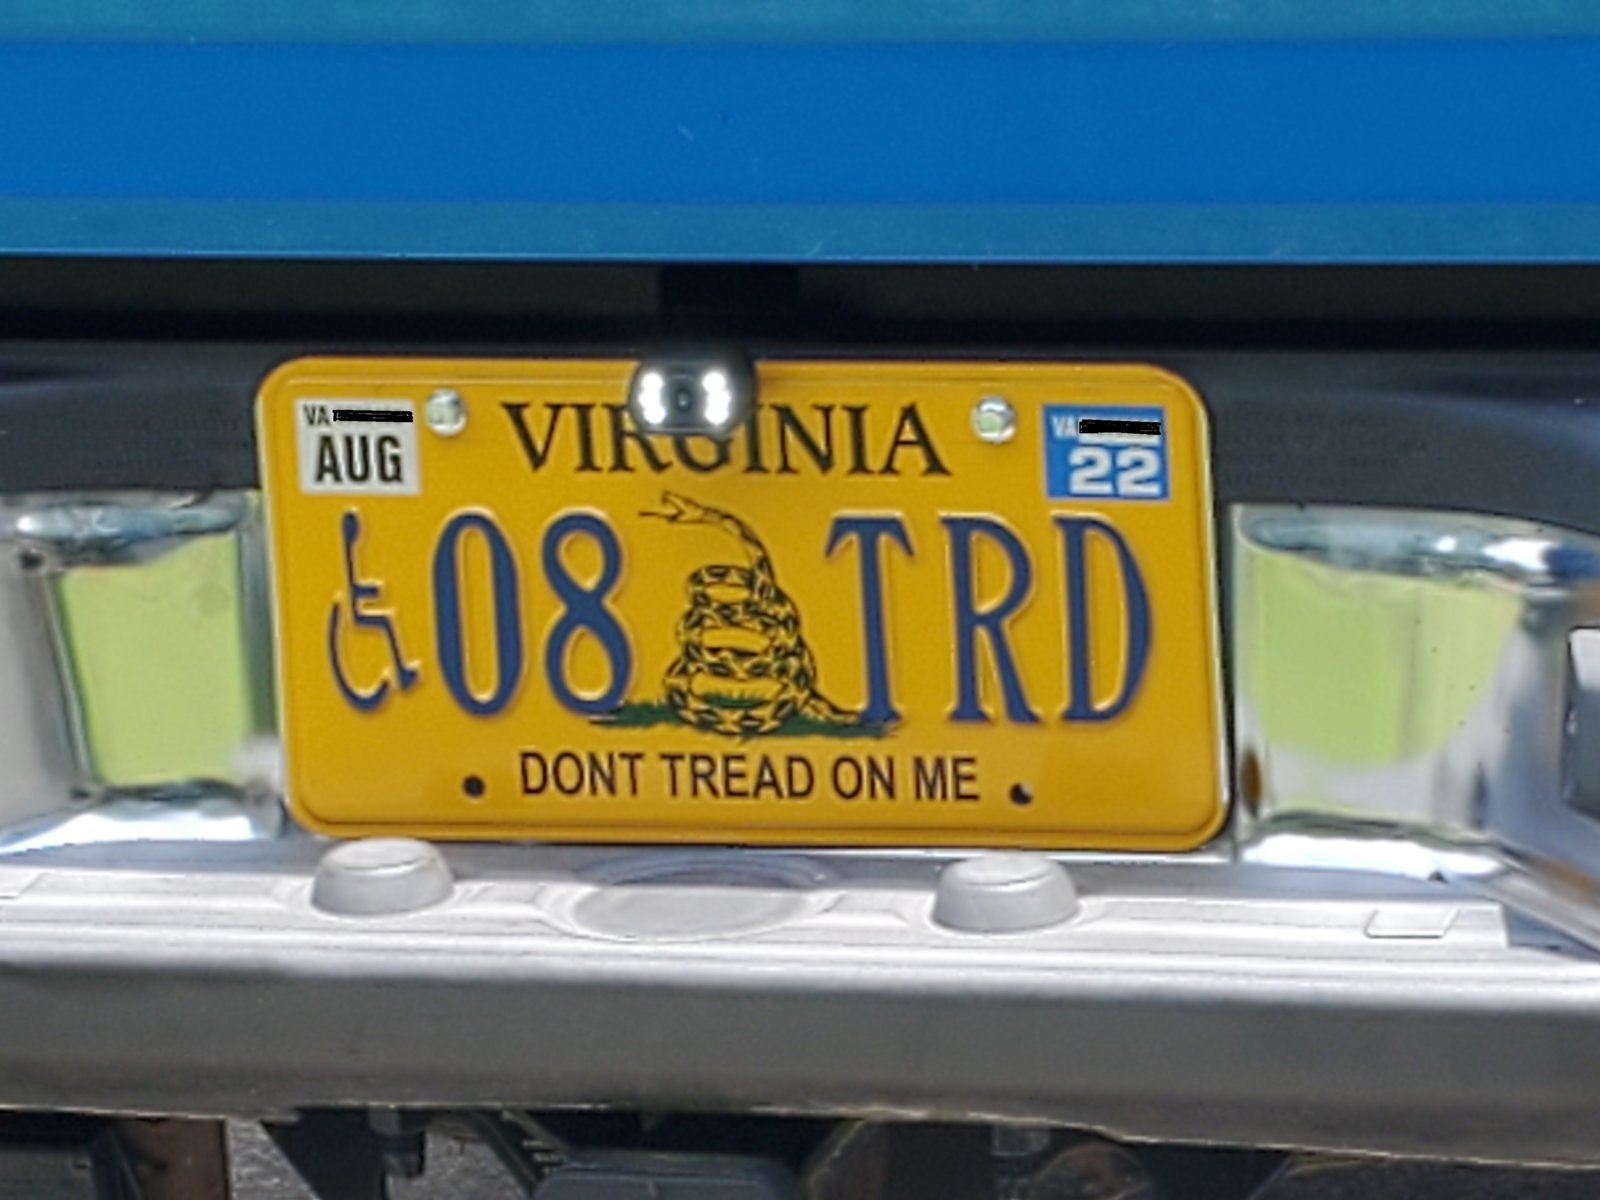 VA
AUG
VIRGINIA
VA
22
08 TRD
DONT TREAD ON ME